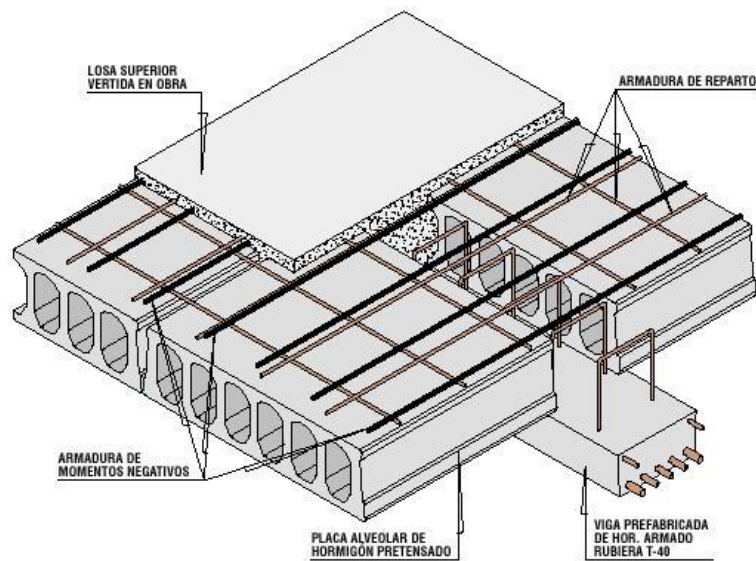 LOSA SUPERIOR
VERTIDA EN OBRA
ARMADURA DE REPARTO
ARMADURA DE
MOMENTOS NEGATIVOS
PLACA ALVEOLAR DE
HORMIGÓN PRETENSADO
VIGA PREFABRICADA
DE HOR. ARMADO
RUBIERA T-40